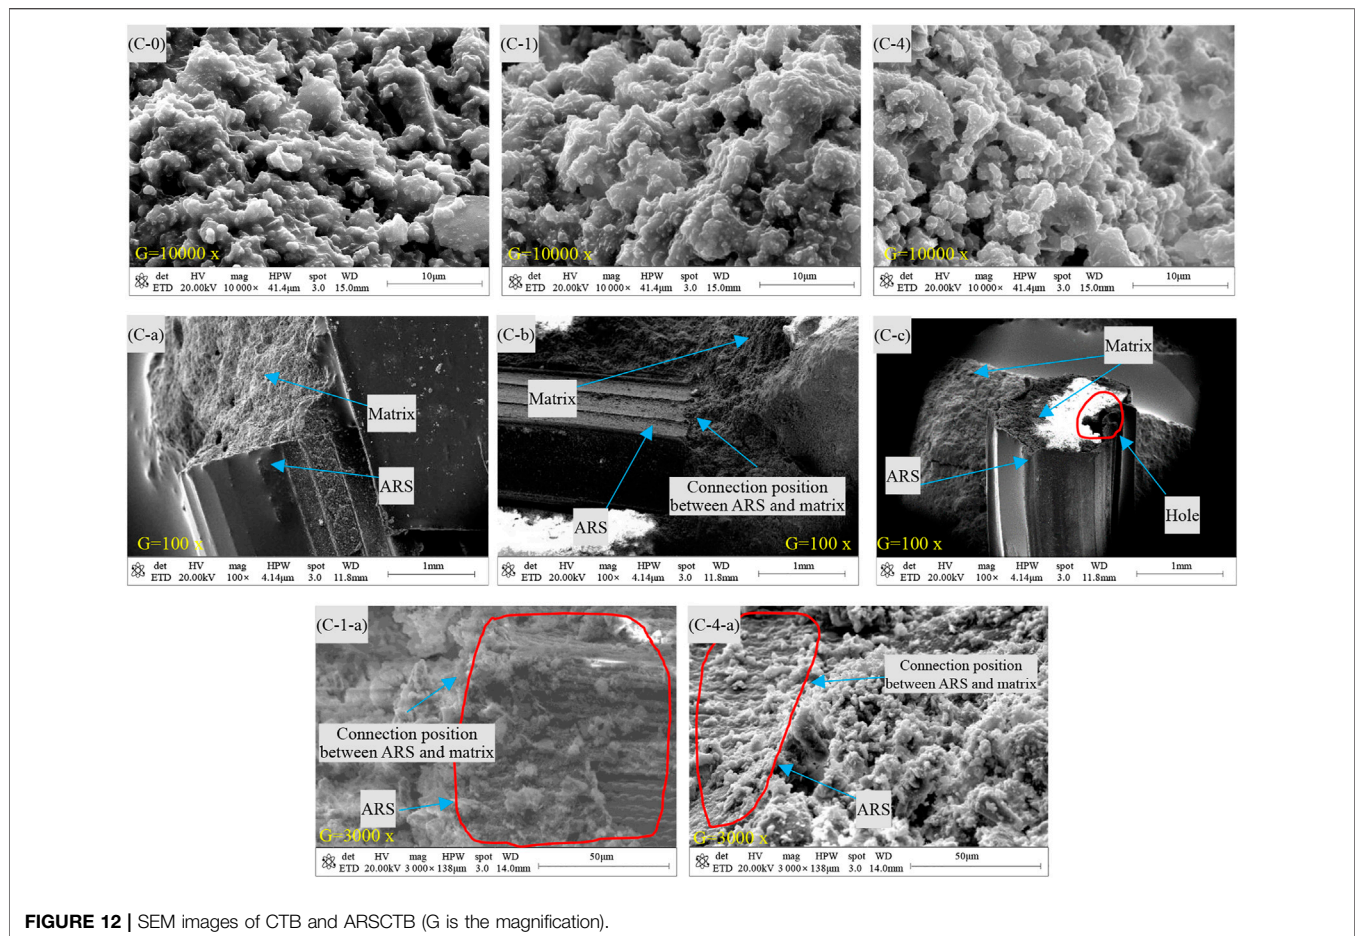 (C-0)
(C-1)
(C-4)
G=10000 x
G=10000 x
G=10000 x
det HV mag HPW spot WD 10μm
ETD 20.00kV 10 000× 41.4μm 3.0 15.0mm
det HV mag HPW spot WD 10μm
ETD 20.00kV 10 000× 41.4μm 3.0 15.0mm
det HV mag HPW spot WD 10μm
ETD 20.00kV 10 000× 41.4μm 3.0 15.0mm
(C-a)
Matrix
ARS
G=100 x
det HV mag HPW spot WD 1mm
ETD 20.00kV 100× 4.14μm 3.0 11.8mm
(C-b)
Matrix
Connection position
between ARS and matrix
ARS
G=100 x
det HV mag HPW spot WD 1mm
ETD 20.00kV 100× 4.14μm 3.0 11.8mm
(C-c)
Matrix
ARS
Hole
G=100 x
det HV mag HPW spot WD 1mm
ETD 20.00kV 100× 4.14μm 3.0 11.8mm
(C-1-a)
Connection position
between ARS and matrix
ARS
G=3000 x
det HV mag HPW spot WD 50μm
ETD 20.00kV 3 000× 138μm 3.0 14.0mm
(C-4-a)
Connection position
between ARS and matrix
ARS
G=3000 x
det HV mag HPW spot WD 50μm
ETD 20.00kV 3 000× 138μm 3.0 14.0mm
FIGURE 12 | SEM images of CTB and ARSCTB (G is the magnification).